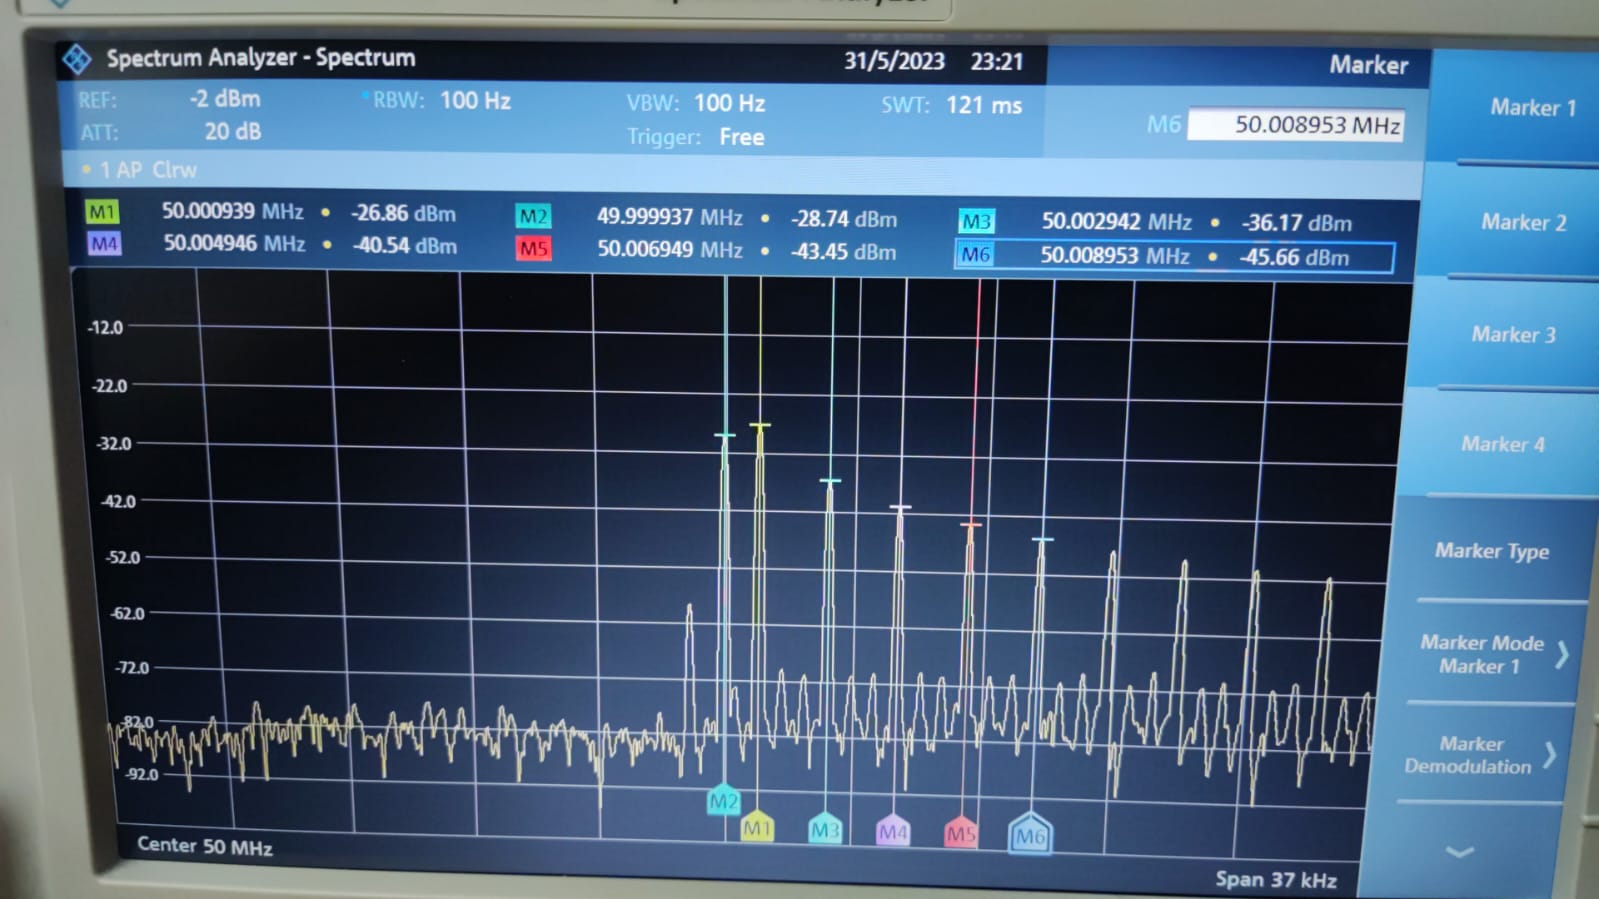 Spectrum Analyzer - Spectrum 31/5/2023 23:21 Marker
REF: -2 dBm RBW: 100 Hz VBW: 100 Hz SWT: 121 ms
ATT: 20 dB Trigger: Free M6 50.008953 MHz
1 AP Clrw
M1 50.000939 MHz • -26.86 dBm M2 49.999937 MHz • -28.74 dBm M3 50.002942 MHz • -36.17 dBm
M4 50.004946 MHz • -40.54 dBm M5 50.006949 MHz • -43.45 dBm M6 50.008953 MHz • -45.66 dBm
-12.0
-22.0
-32.0
-42.0
-52.0
-62.0
-72.0
-82.0
-92.0
M2
M1 M3 M4 M5 M6
Center 50 MHz Span 37 kHz
Marker 1
Marker 2
Marker 3
Marker 4
Marker Type
Marker Mode
Marker 1
Marker
Demodulation